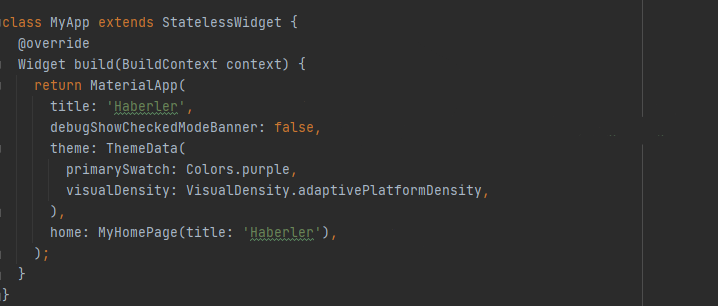 class MyApp extends StatelessWidget {
@override
Widget build(BuildContext context) {
return MaterialApp(
title: 'Haberler',
debugShowCheckedModeBanner: false,
theme: ThemeData(
primarySwatch: Colors.purple,
visualDensity: VisualDensity.adaptivePlatformDensity,
),
home: MyHomePage(title: 'Haberler'),
);
}
}